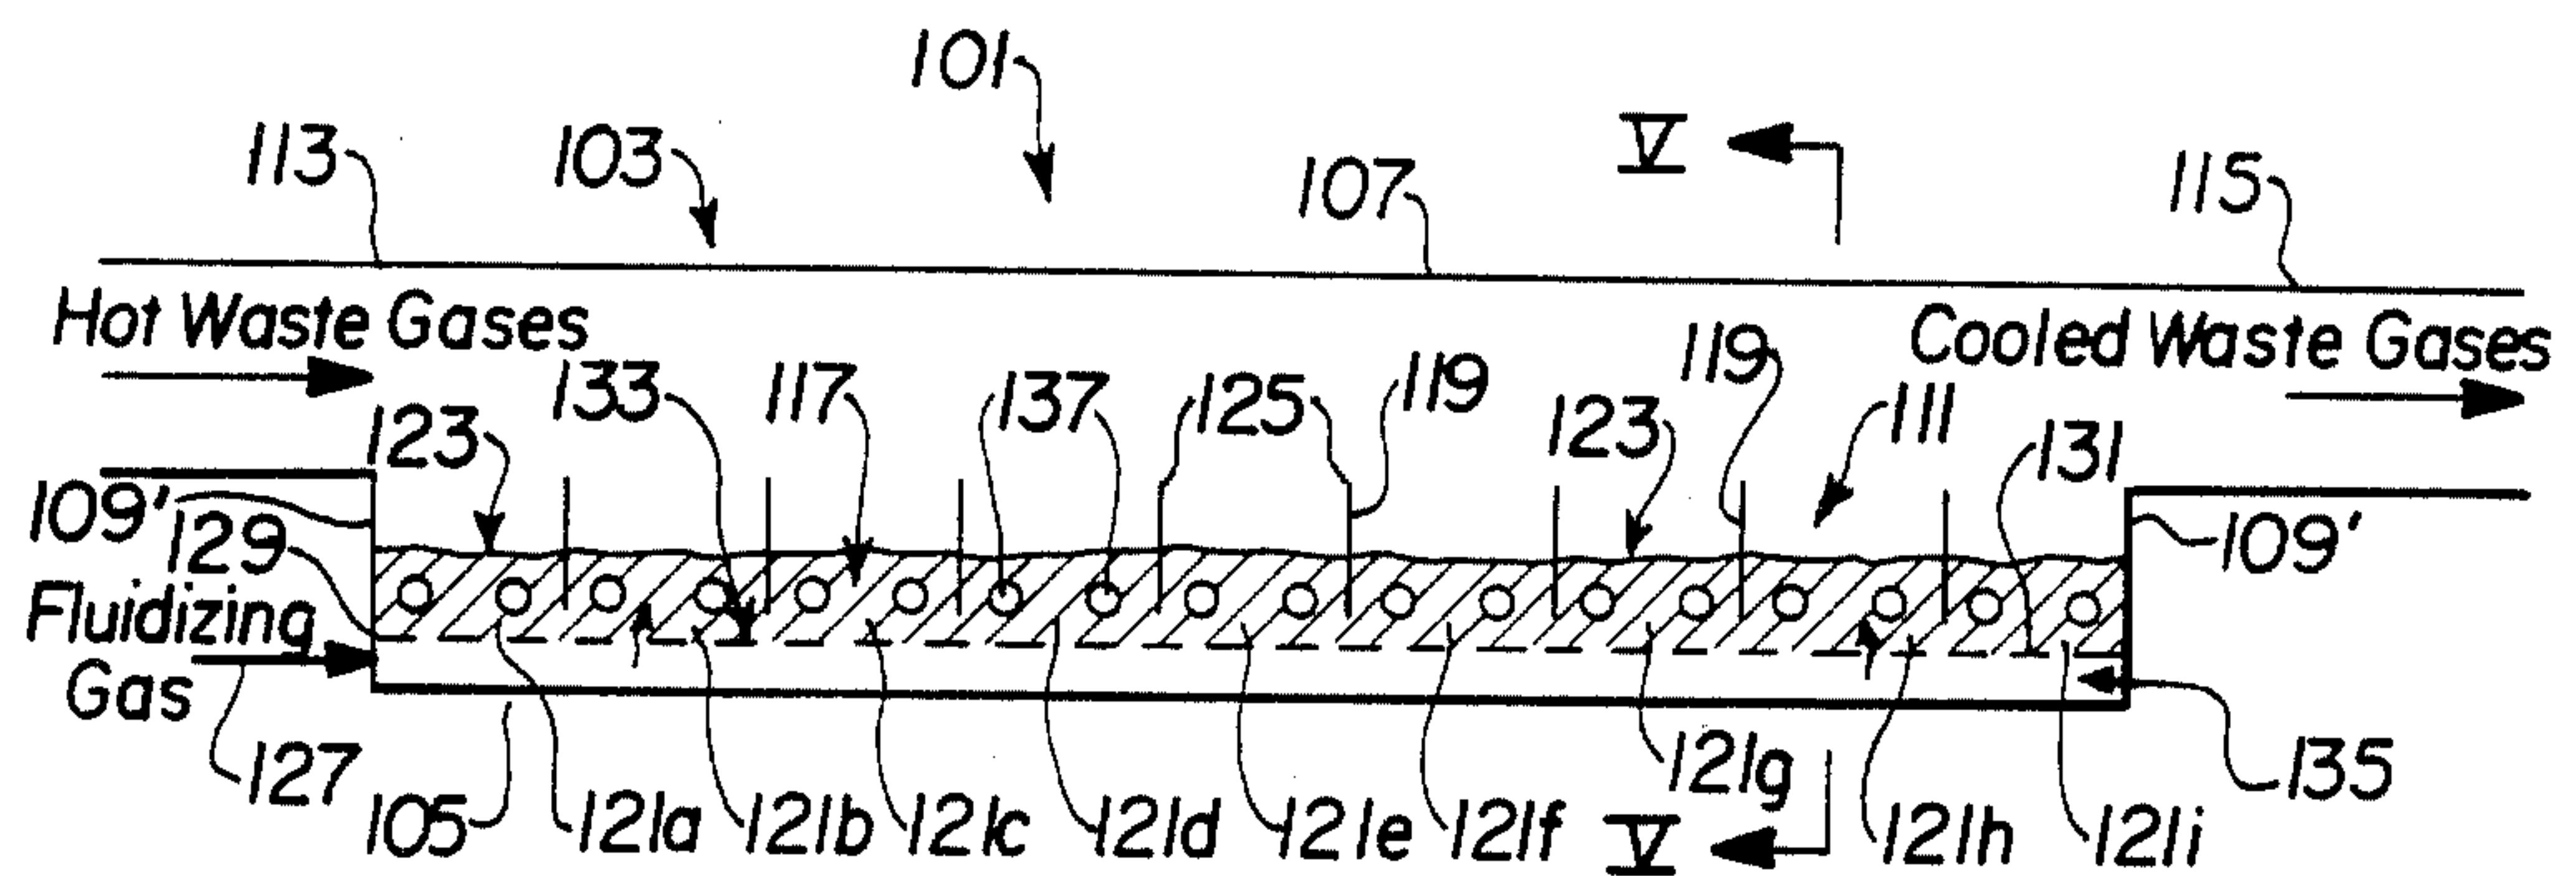 101
113
103
107
V
115
Hot Waste Gases
Cooled Waste Gases
133
117
137
125
119
123
119
111
131
123
109'
129
109'
Fluidizing
Gas
127
105
121a
121b
121c
121d
121e
121f
121g
V
121h
121i
135